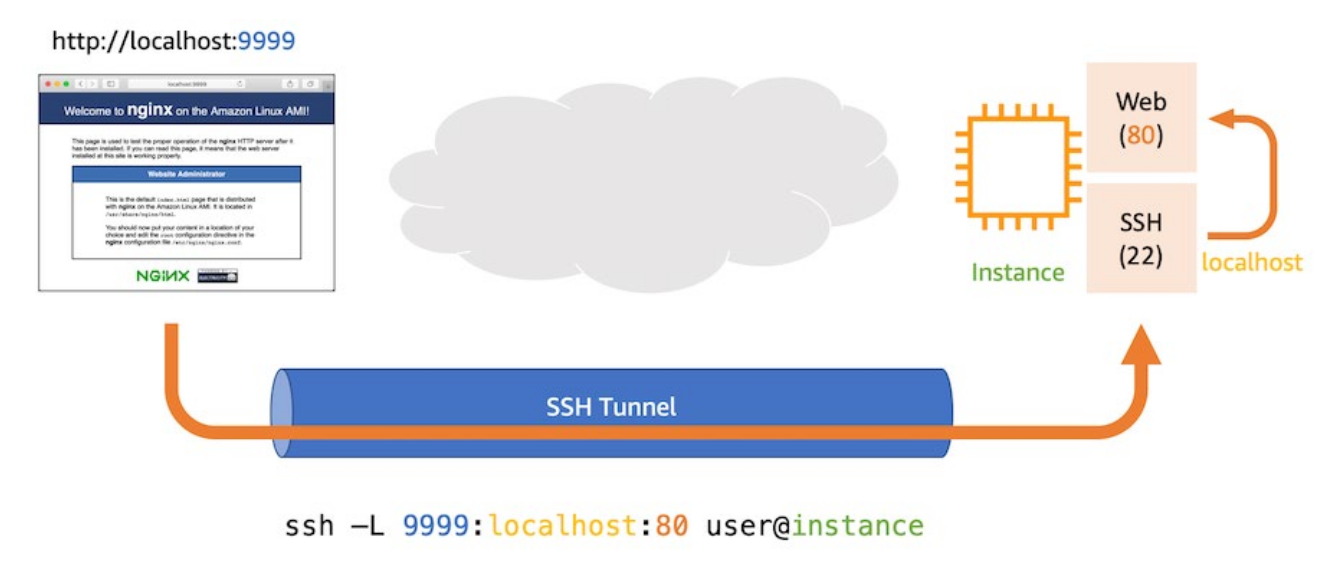 http://localhost:9999
localhost:9999
Welcome to nginx on the Amazon Linux AMI!
This page is used to test the proper operation of the nginx HTTP server after it
has been installed. If you can read this page, it means that the web server
installed at this site is working properly.
Website Administrator
This is the default index.html page that is distributed
with nginx on the Amazon Linux AMI. It is located in
/usr/share/nginx/html.
You should now put your content in a location of your
choice and edit the root configuration directive in the
nginx configuration file /etc/nginx/nginx.conf.
NGINX
Web
(80)
SSH
(22)
Instance
localhost
SSH Tunnel
ssh –L 9999:localhost:80 user@instance